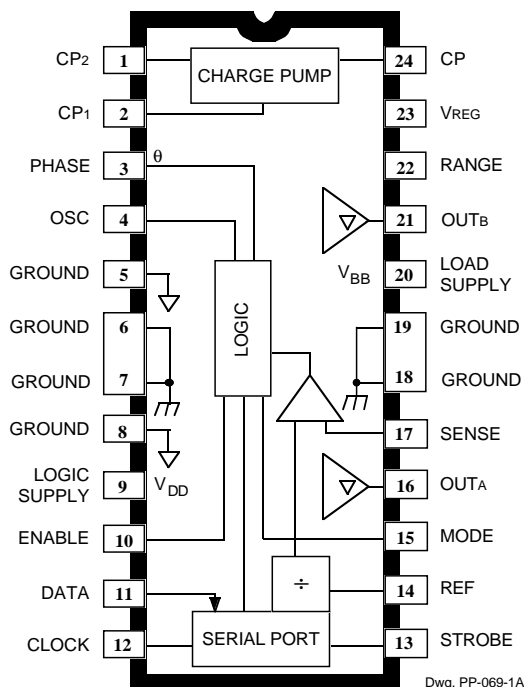 CP2 1 CHARGE PUMP 24 CP
CP1 2 23 VREG
PHASE 3 θ 22 RANGE
OSC 4 21 OUTB
GROUND 5 VBB 20 LOAD SUPPLY
GROUND 6 LOGIC 19 GROUND
GROUND 7 18 GROUND
GROUND 8 17 SENSE
LOGIC SUPPLY 9 VDD 16 OUTA
ENABLE 10 15 MODE
DATA 11 ÷ 14 REF
CLOCK 12 SERIAL PORT 13 STROBE
Dwg. PP-069-1A